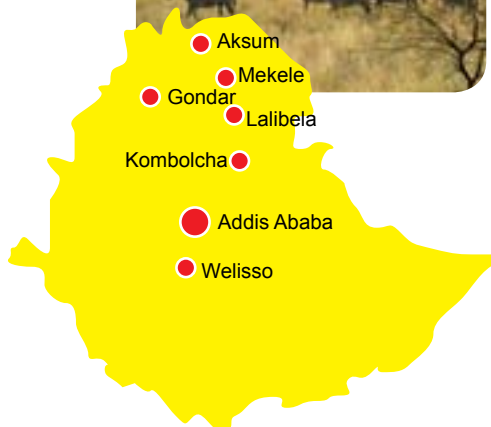 Aksum
Mekele
Gondar
Lalibela
Kombolcha
Addis Ababa
Welisso